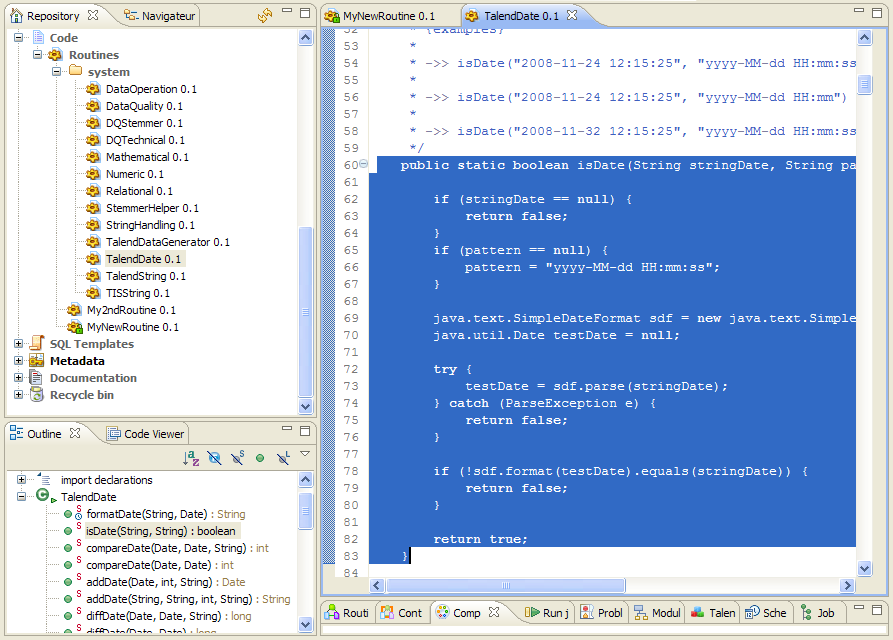 Repository
Navigateur
Code
Routines
system
DataOperation 0.1
DataQuality 0.1
DQStemmer 0.1
DQTechnical 0.1
Mathematical 0.1
Numeric 0.1
Relational 0.1
StemmerHelper 0.1
StringHandling 0.1
TalendDataGenerator 0.1
TalendDate 0.1
TalendString 0.1
TISString 0.1
My2ndRoutine 0.1
MyNewRoutine 0.1
SQL Templates
Metadata
Documentation
Recycle bin
Outline
Code Viewer
import declarations
TalendDate
formatDate(String, Date) : String
isDate(String, String) : boolean
compareDate(Date, Date, String) : int
compareDate(Date, Date) : int
addDate(Date, int, String) : Date
addDate(String, String, int, String) : String
diffDate(Date, Date, String) : long
diffDate(Date, Date) : long
MyNewRoutine 0.1
TalendDate 0.1
52 * {examples}
53 *
54 * ->> isDate("2008-11-24 12:15:25", "yyyy-MM-dd HH:mm:ss
55 *
56 * ->> isDate("2008-11-24 12:15:25", "yyyy-MM-dd HH:mm")
57 *
58 * ->> isDate("2008-11-32 12:15:25", "yyyy-MM-dd HH:mm:ss
59 */
60 public static boolean isDate(String stringDate, String pa
61
62 if (stringDate == null) {
63 return false;
64 }
65 if (pattern == null) {
66 pattern = "yyyy-MM-dd HH:mm:ss";
67 }
68
69 java.text.SimpleDateFormat sdf = new java.text.Simple
70 java.util.Date testDate = null;
71
72 try {
73 testDate = sdf.parse(stringDate);
74 } catch (ParseException e) {
75 return false;
76 }
77
78 if (!sdf.format(testDate).equals(stringDate)) {
79 return false;
80 }
81
82 return true;
83 }
84
Routi
Cont
Comp
Run j
Probl
Modul
Talen
Sche
Job